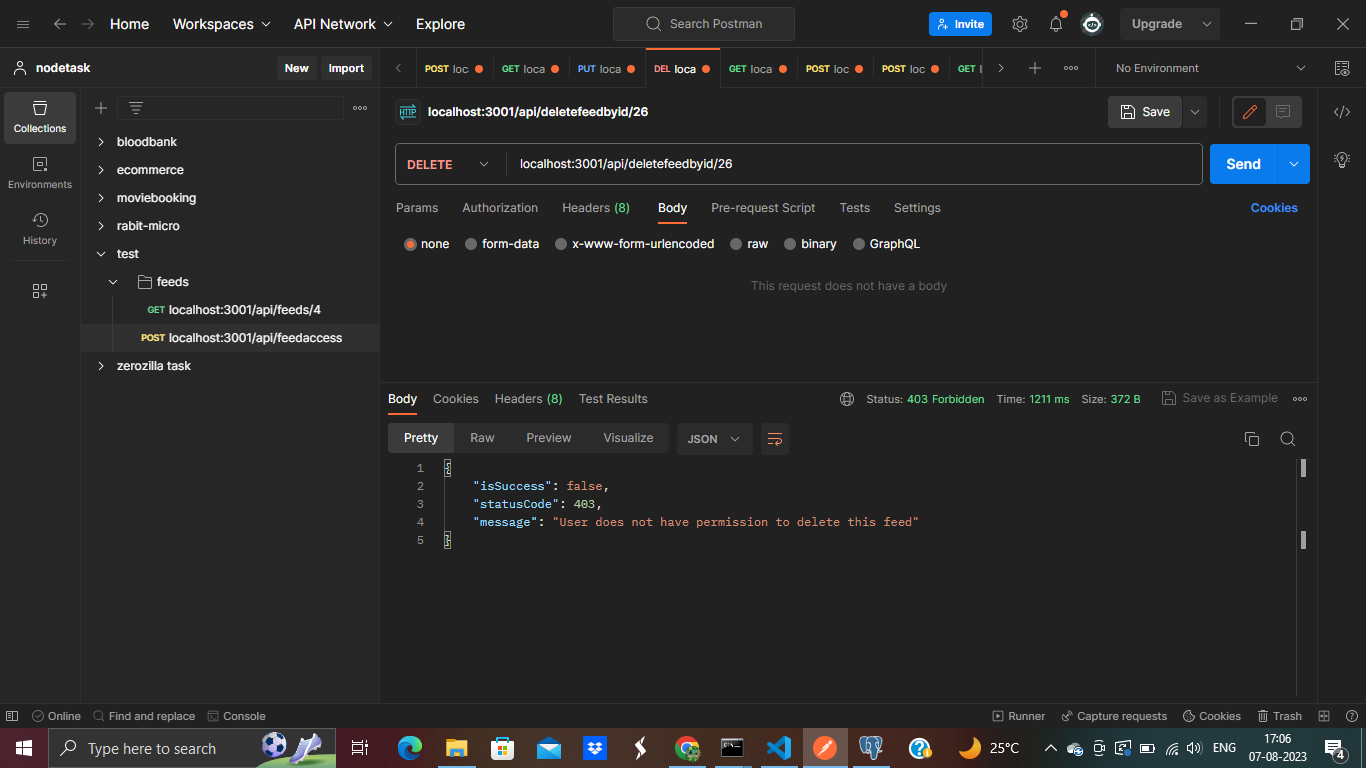 Home Workspaces API Network Explore Search Postman Invite Upgrade
nodetask New Import POST loc GET loca PUT loca DEL loca GET loca POST loc POST loc GET l No Environment
Collections
Environments
History
bloodbank
ecommerce
moviebooking
rabit-micro
test
feeds
GET localhost:3001/api/feeds/4
POST localhost:3001/api/feedaccess
zerozilla task
HTTP localhost:3001/api/deletefeedbyid/26 Save
DELETE localhost:3001/api/deletefeedbyid/26 Send
Params Authorization Headers (8) Body Pre-request Script Tests Settings Cookies
none form-data x-www-form-urlencoded raw binary GraphQL
This request does not have a body
Body Cookies Headers (8) Test Results Status: 403 Forbidden Time: 1211 ms Size: 372 B Save as Example
Pretty Raw Preview Visualize JSON
1 {
2 "isSuccess": false,
3 "statusCode": 403,
4 "message": "User does not have permission to delete this feed"
5 }
Online Find and replace Console Runner Capture requests Cookies Trash
Type here to search 25°C ENG 17:06
07-08-2023 4